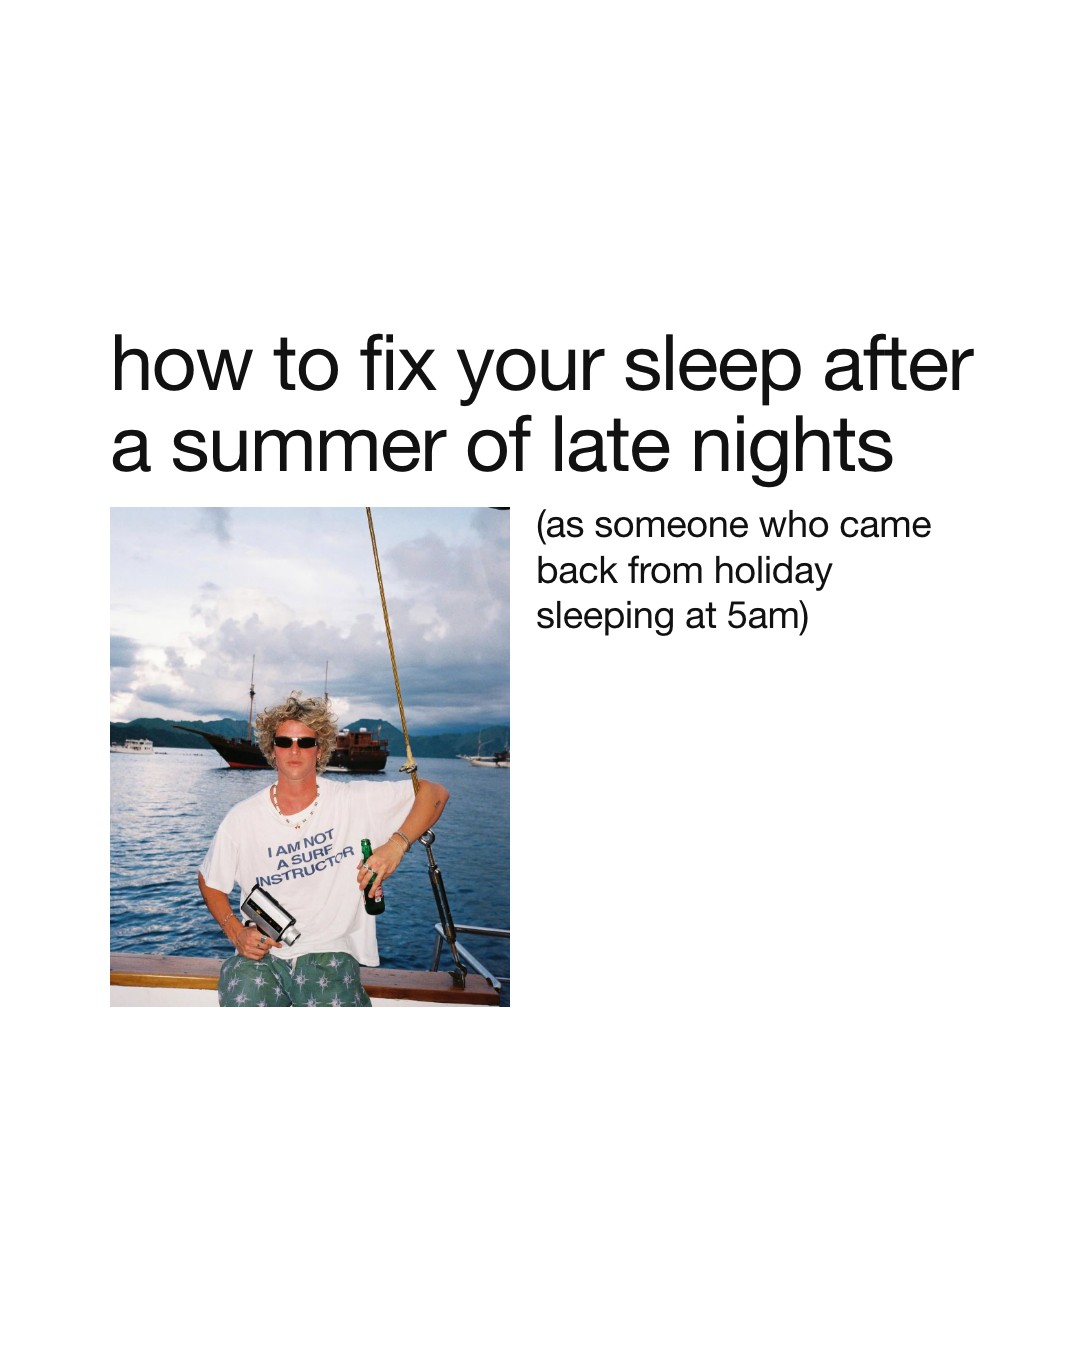 how to fix your sleep after
a summer of late nights
(as someone who came
back from holiday
sleeping at 5am)
I AM NOT
A SURF
INSTRUCTOR